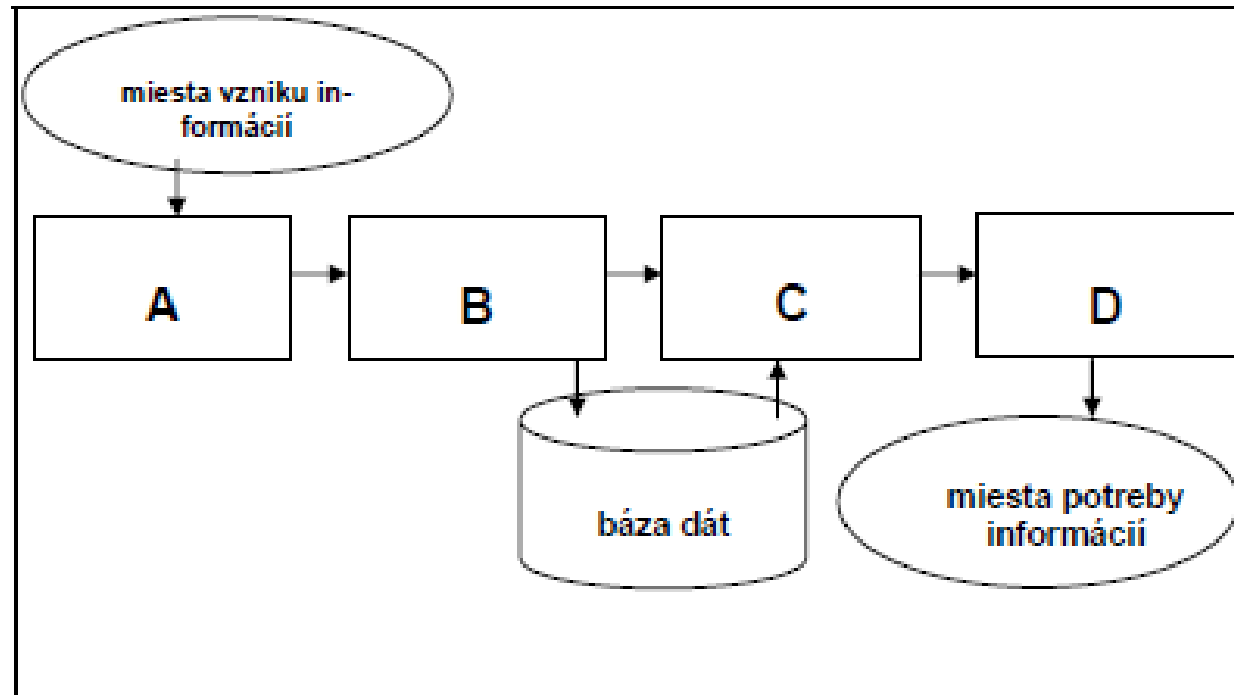 miesta vzniku in-
formácií
A
B
C
D
báza dát
miesta potreby
informácií